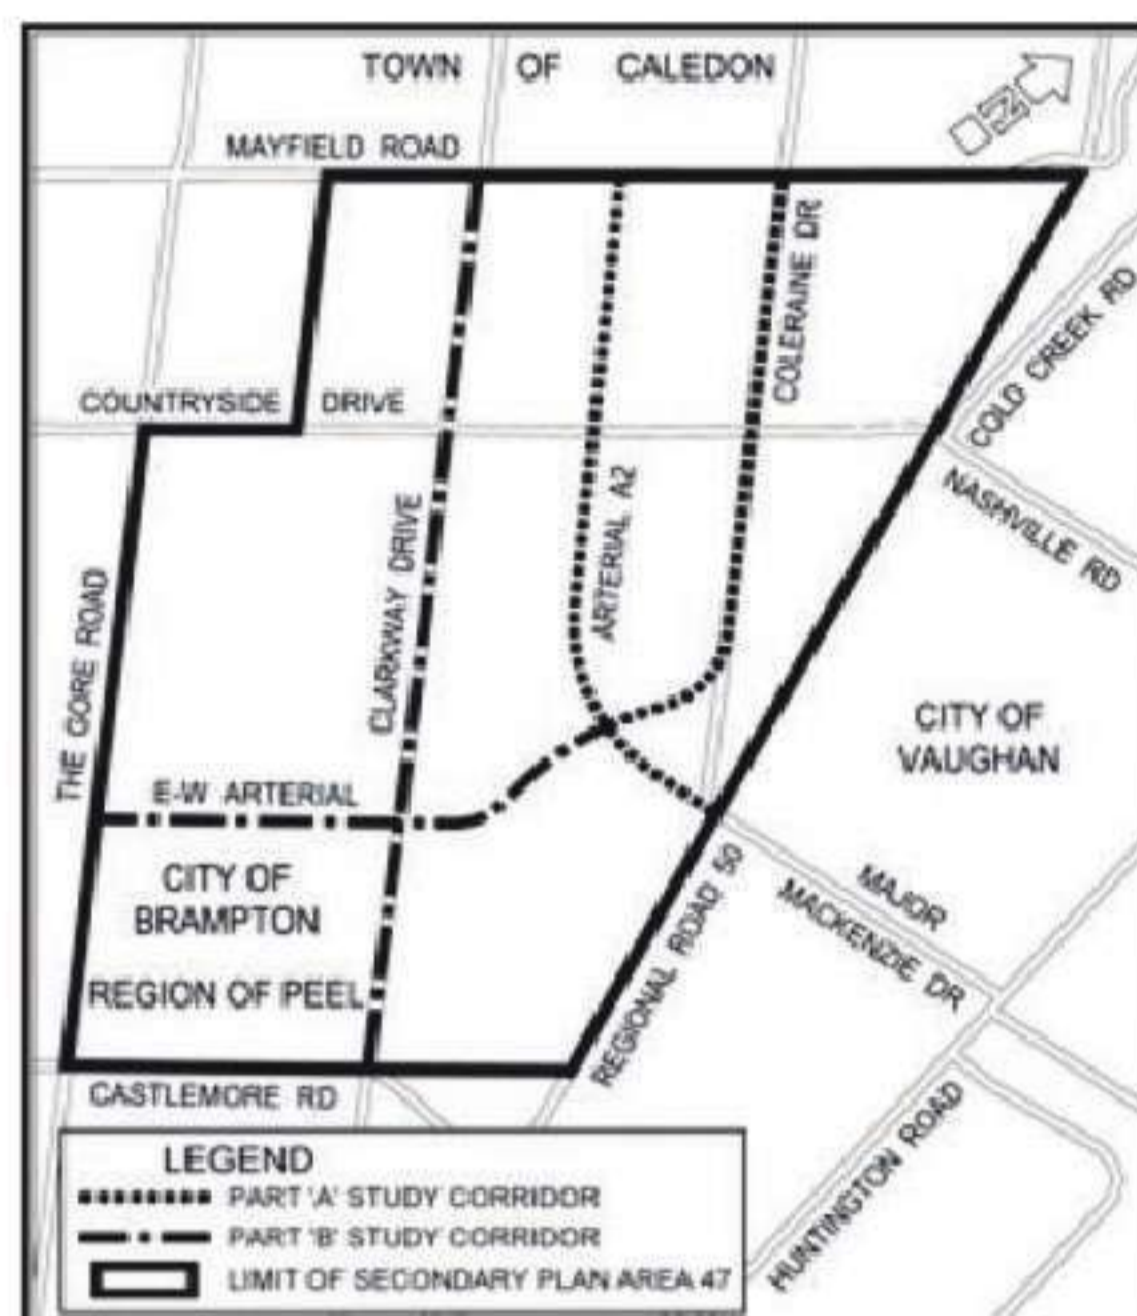 TOWN OF CALEDON
N
MAYFIELD ROAD
COLERAINE DR
COLD CREEK RD
COUNTRYSIDE DRIVE
NASHVILLE RD
ARTERIAL A2
CLARKWAY DRIVE
THE GORE ROAD
CITY OF
VAUGHAN
E-W ARTERIAL
CITY OF
BRAMPTON
REGION OF PEEL
REGIONAL ROAD 50
MAJOR
MACKENZIE DR
CASTLEMORE RD
HUNTINGTON ROAD
LEGEND
PART 'A' STUDY CORRIDOR
PART 'B' STUDY CORRIDOR
LIMIT OF SECONDARY PLAN AREA 47